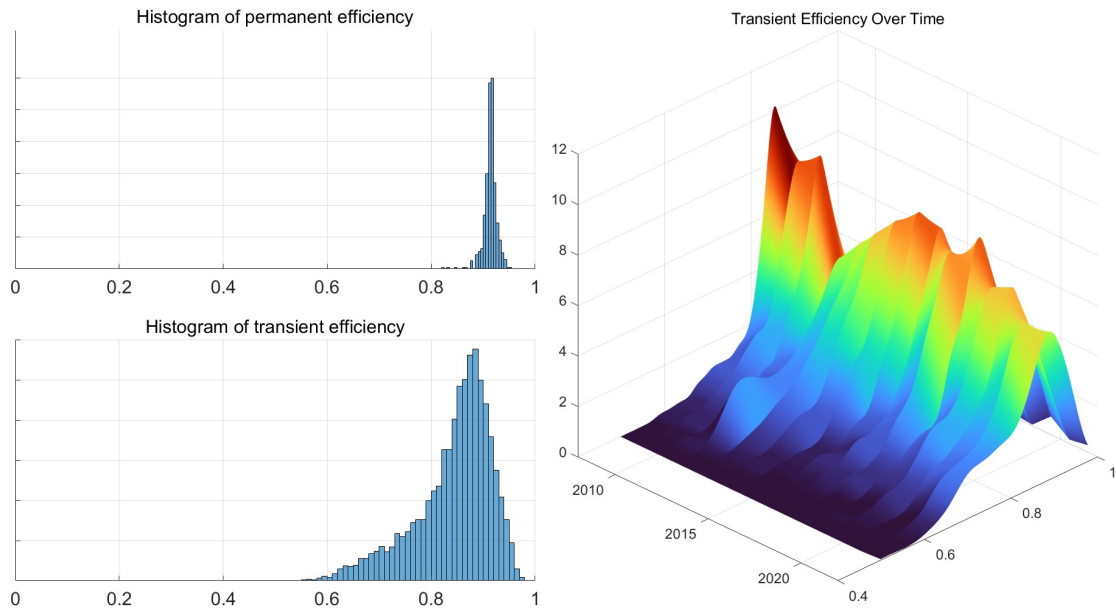 Histogram of permanent efficiency
0 0.2 0.4 0.6 0.8 1
Histogram of transient efficiency
0 0.2 0.4 0.6 0.8 1
Transient Efficiency Over Time
12
10
8
6
4
2
0
2010
2015
2020
0.4
0.6
0.8
1